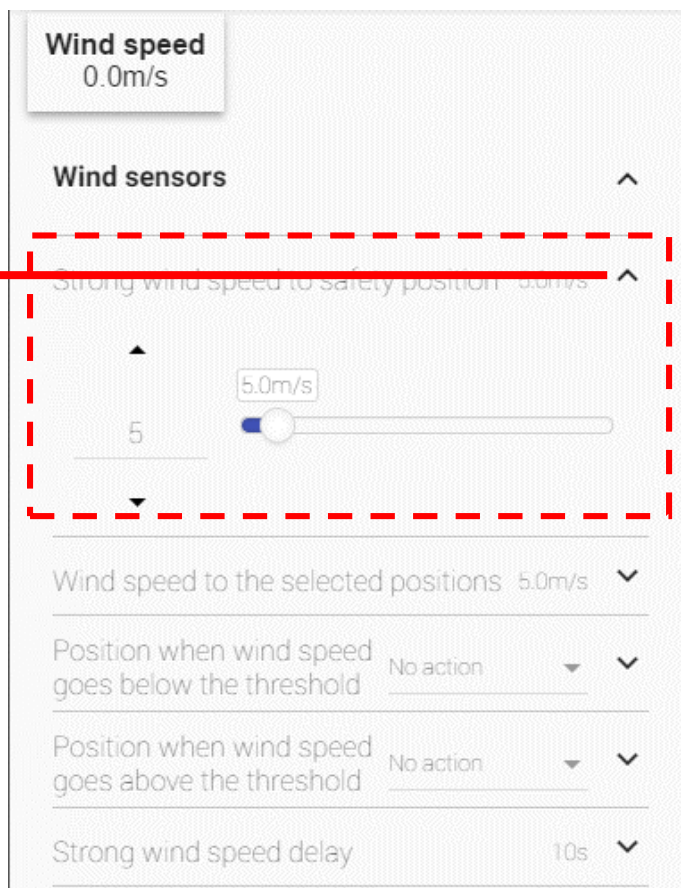 Wind speed
0.0m/s
Wind sensors
Strong wind speed to safety position 5.0m/s
5.0m/s
5
Wind speed to the selected positions 5.0m/s
Position when wind speed
goes below the threshold No action
Position when wind speed
goes above the threshold No action
Strong wind speed delay 10s